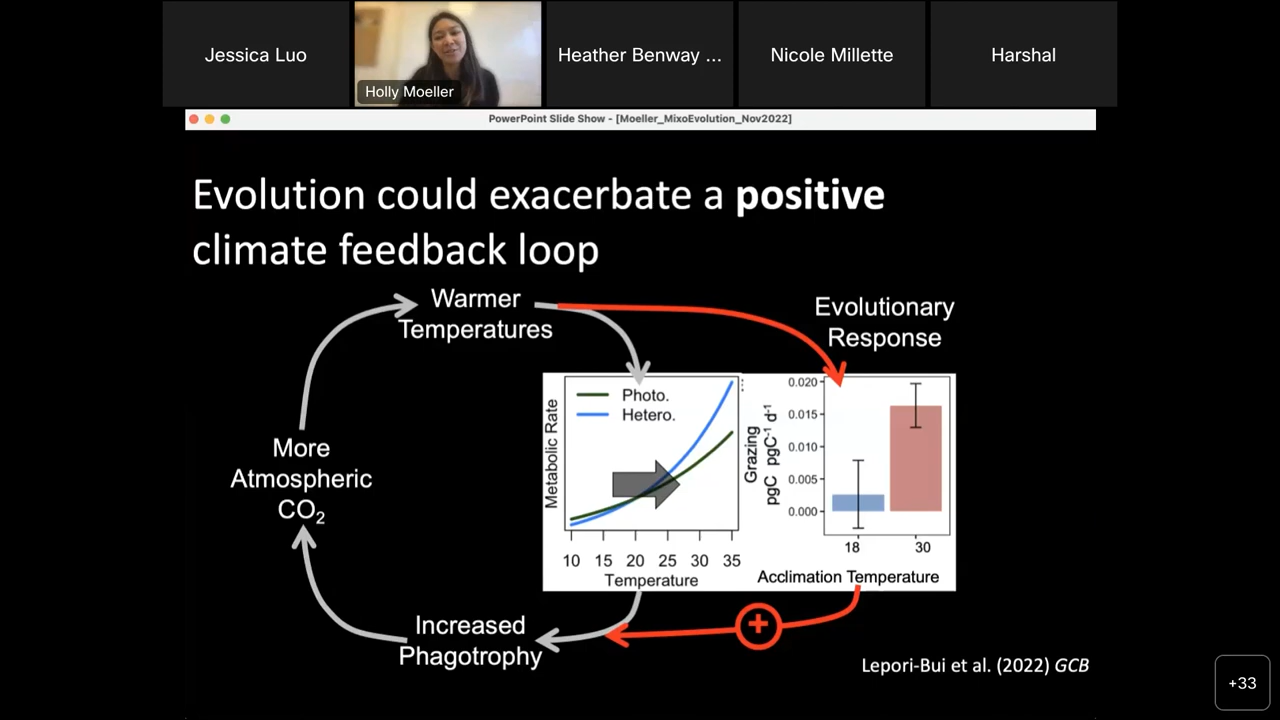 Jessica Luo
Holly Moeller
Heather Benway ...
Nicole Millette
Harshal
PowerPoint Slide Show - [Moeller_MixoEvolution_Nov2022]
Evolution could exacerbate a positive
climate feedback loop
Warmer
Temperatures
Evolutionary
Response
More
Atmospheric
CO₂
Metabolic Rate
Photo.
Hetero.
10 15 20 25 30 35
Temperature
Grazing
pgC pgC⁻¹ d⁻¹
0.020
0.015
0.010
0.005
0.000
18 30
Acclimation Temperature
+
Increased
Phagotrophy
Lepori-Bui et al. (2022) GCB
+33